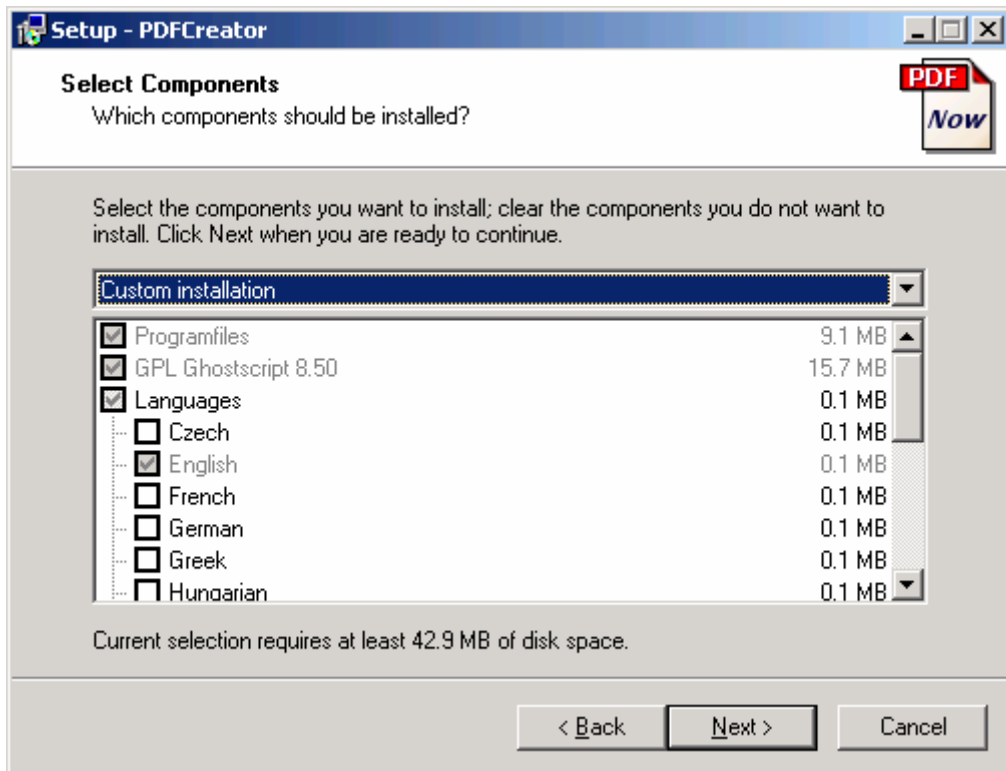 Setup - PDFCreator
Select Components
Which components should be installed?
PDF
Now
Select the components you want to install; clear the components you do not want to
install. Click Next when you are ready to continue.
Custom installation
Programfiles 9.1 MB
GPL Ghostscript 8.50 15.7 MB
Languages 0.1 MB
Czech 0.1 MB
English 0.1 MB
French 0.1 MB
German 0.1 MB
Greek 0.1 MB
Hungarian 0.1 MB
Current selection requires at least 42.9 MB of disk space.
< Back Next > Cancel